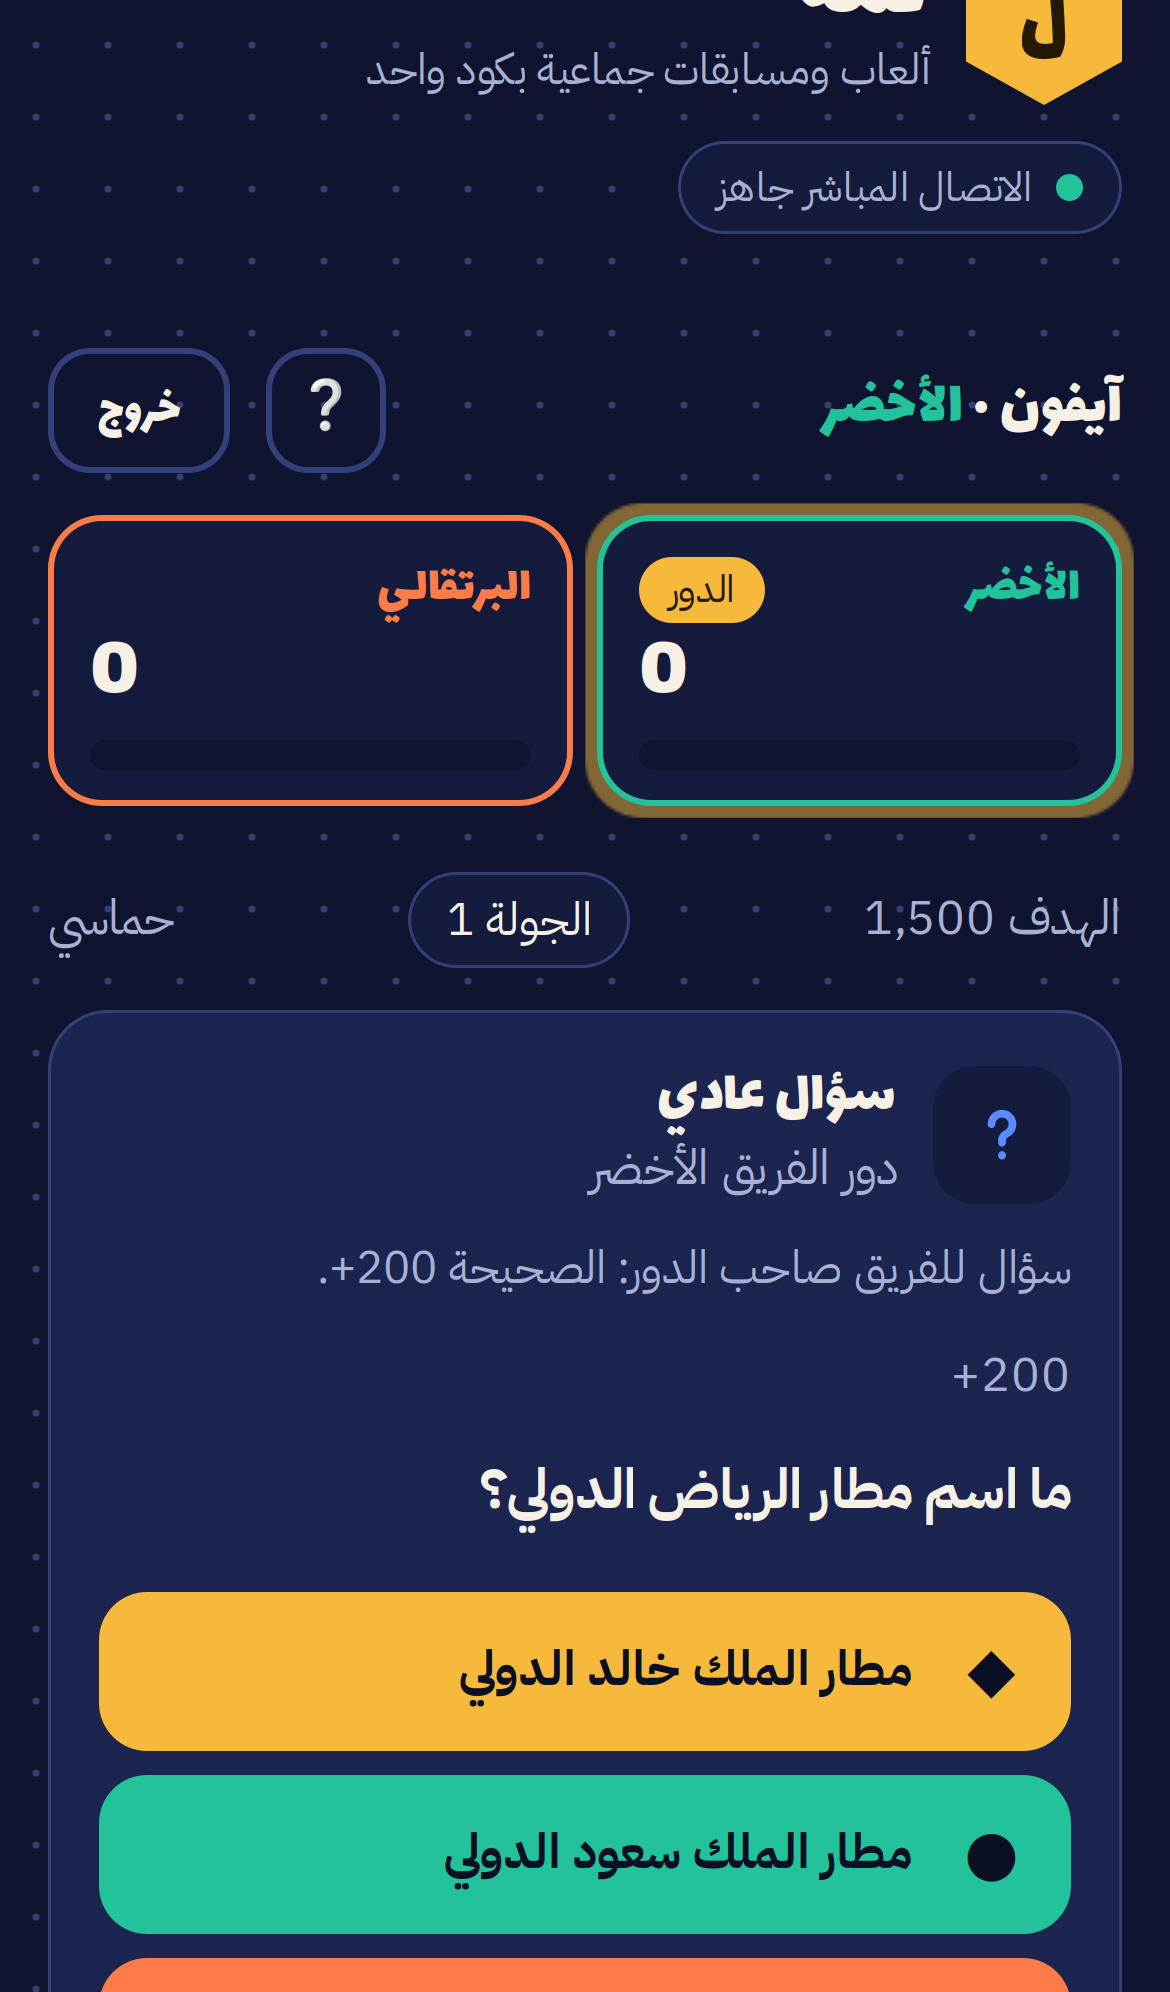 ل
ألعاب ومسابقات جماعية بكود واحد
الاتصال المباشر جاهز
آيفون · الأخضر
?
خروج
الأخضر
الدور
0
البرتقالي
0
الهدف 1,500
الجولة 1
حماسي
?
سؤال عادي
دور الفريق الأخضر
سؤال للفريق صاحب الدور: الصحيحة 200+.
+200
ما اسم مطار الرياض الدولي؟
مطار الملك خالد الدولي
مطار الملك سعود الدولي